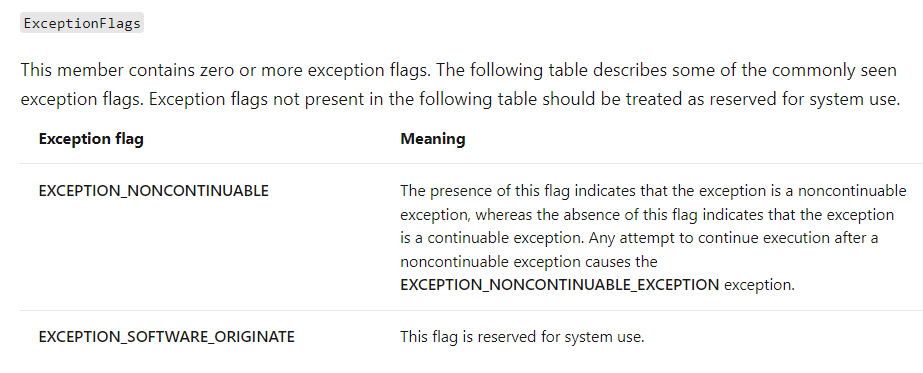 ExceptionFlags
This member contains zero or more exception flags. The following table describes some of the commonly seen
exception flags. Exception flags not present in the following table should be treated as reserved for system use.
Exception flag Meaning
EXCEPTION_NONCONTINUABLE The presence of this flag indicates that the exception is a noncontinuable
exception, whereas the absence of this flag indicates that the exception
is a continuable exception. Any attempt to continue execution after a
noncontinuable exception causes the
EXCEPTION_NONCONTINUABLE_EXCEPTION exception.
EXCEPTION_SOFTWARE_ORIGINATE This flag is reserved for system use.